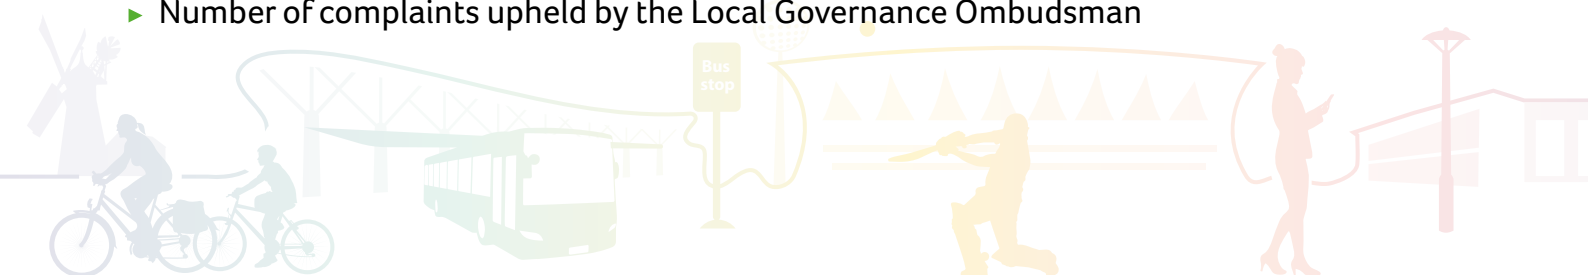 ► Number of complaints upheld by the Local Governance Ombudsman
Bus
stop